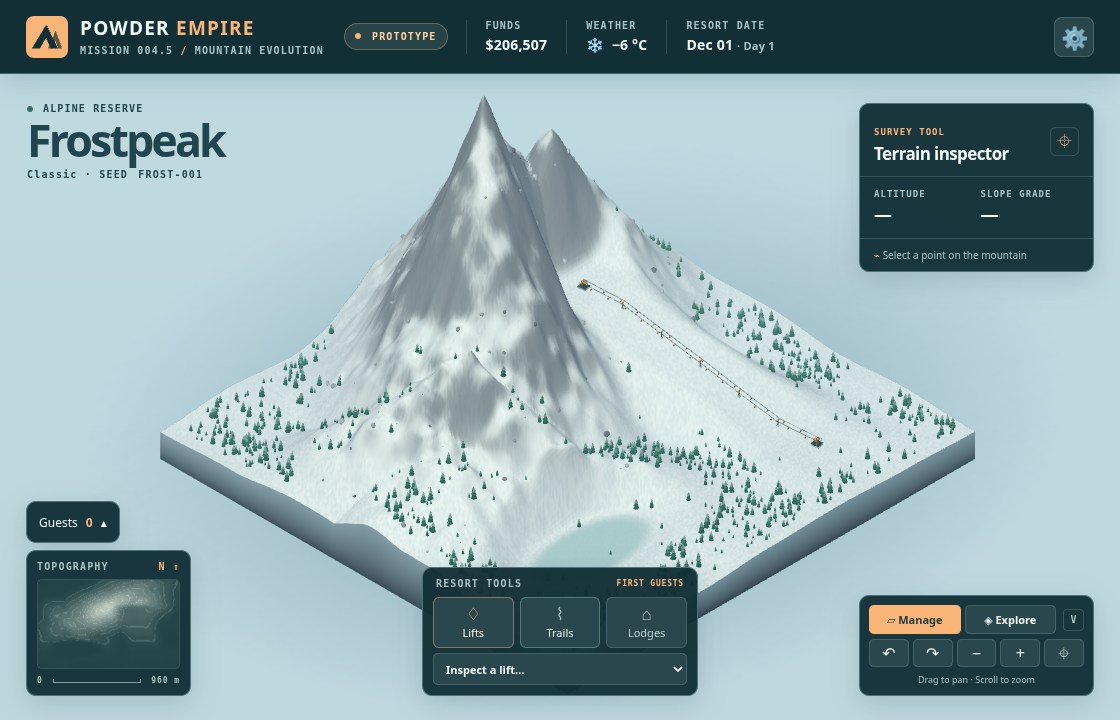 POWDER EMPIRE
MISSION 004.5 / MOUNTAIN EVOLUTION
PROTOTYPE
FUNDS
$206,507
WEATHER
−6 °C
RESORT DATE
Dec 01 · Day 1
ALPINE RESERVE
Frostpeak
Classic · SEED FROST-001
SURVEY TOOL
Terrain inspector
ALTITUDE
—
SLOPE GRADE
—
Select a point on the mountain
Guests 0 ▴
TOPOGRAPHY N ↑
0 960 m
RESORT TOOLS FIRST GUESTS
Lifts
Trails
Lodges
Inspect a lift...
Manage
Explore
V
Drag to pan · Scroll to zoom